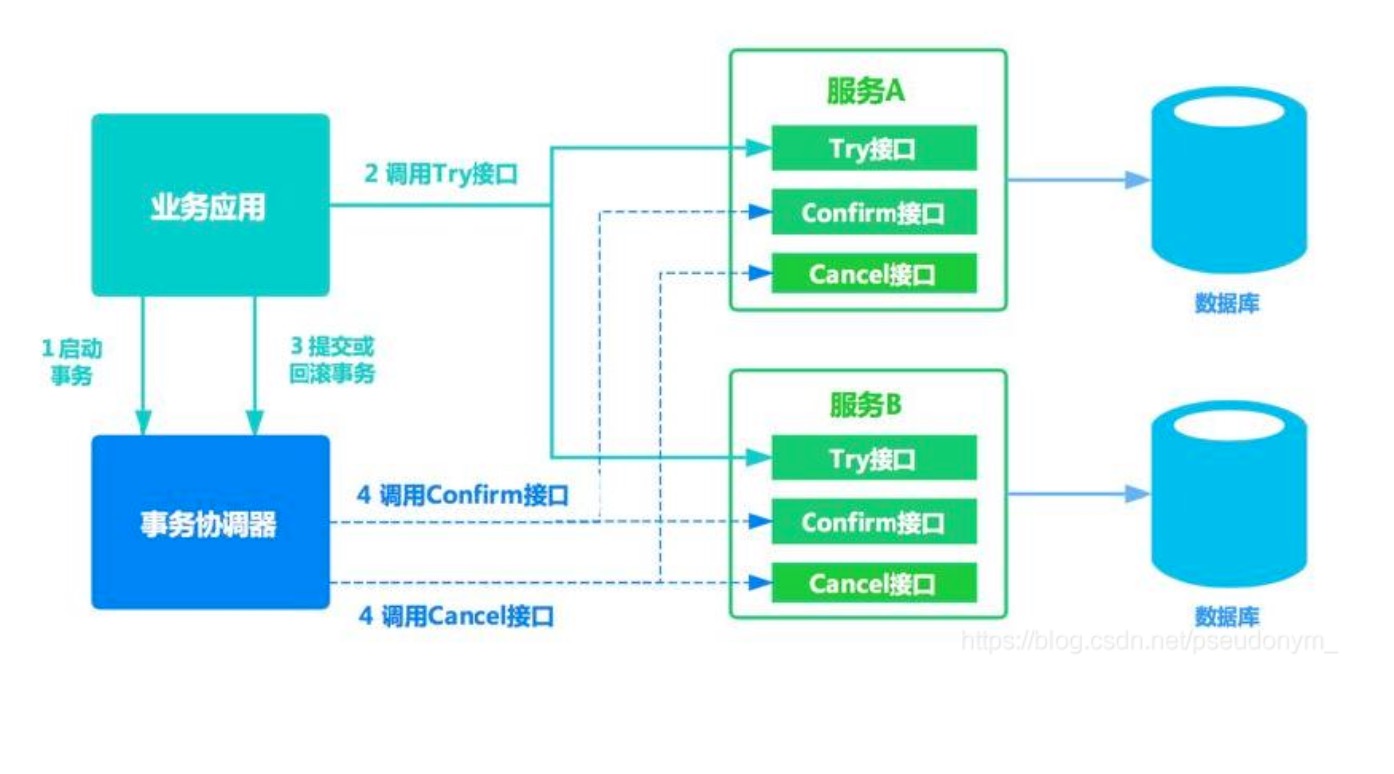 服务A
Try接口
Confirm接口
Cancel接口
数据库
业务应用
2 调用Try接口
1 启动
事务
3 提交或
回滚事务
事务协调器
4 调用Confirm接口
4 调用Cancel接口
服务B
Try接口
Confirm接口
Cancel接口
数据库
https://blog.csdn.net/pseudonym_